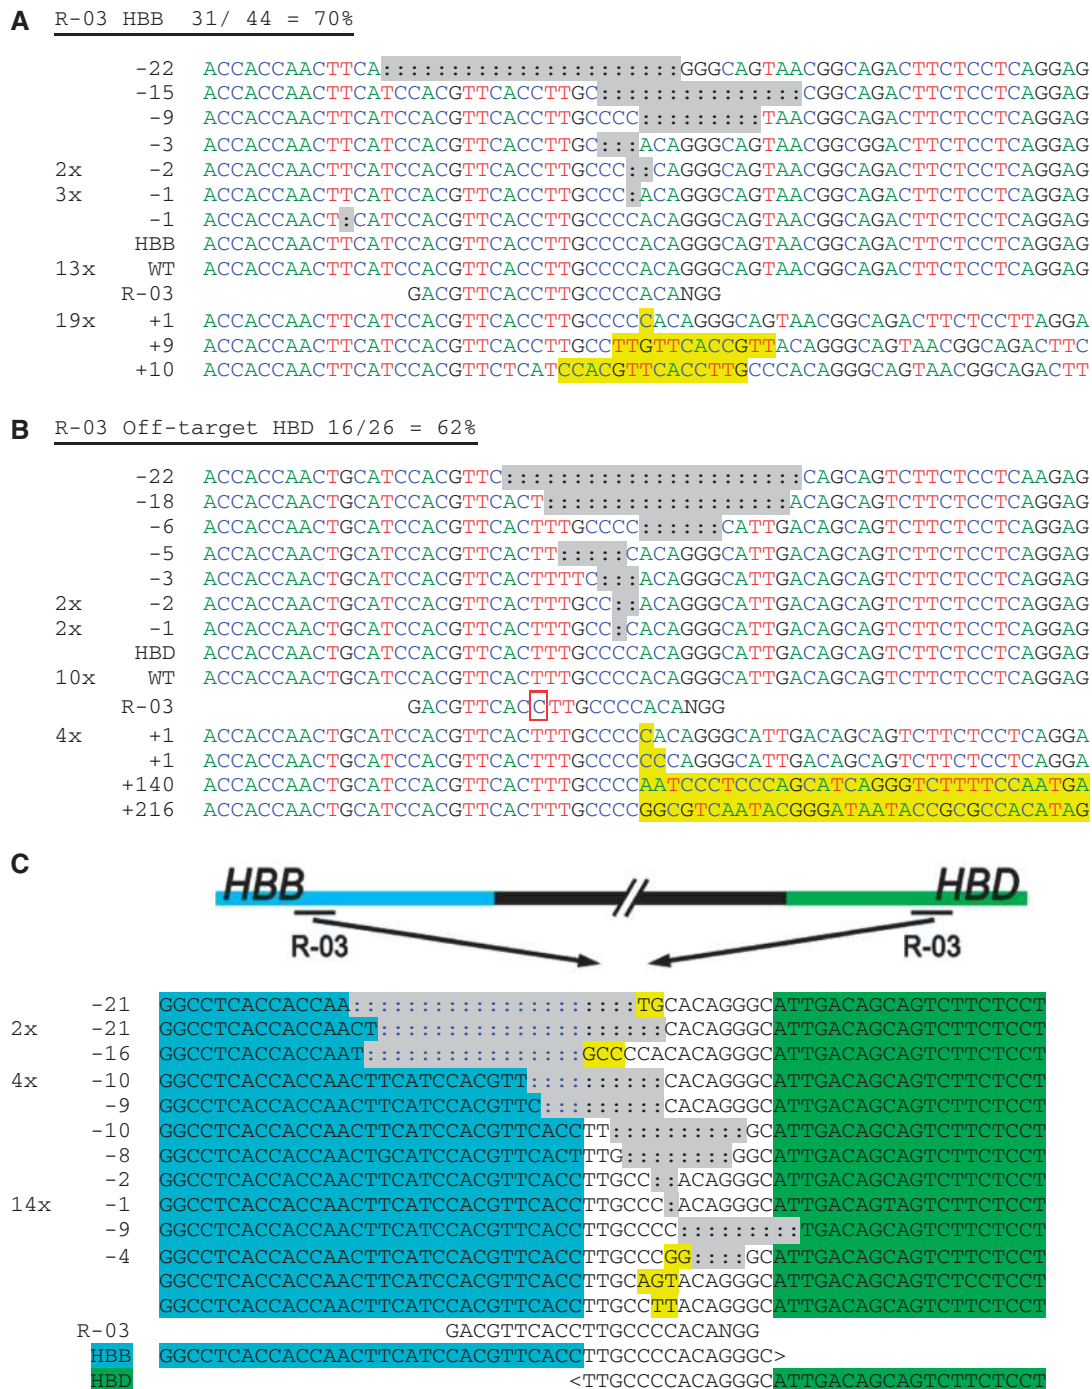 A R-03 HBB 31/ 44 = 70%
-22 ACCACCAACTTCA::::::::::::::::::::::GGGCAGTAACGGCAGACTTCTCCTCAGGAG
-15 ACCACCAACTTCATCCACGTTCACCTTGC:::::::::::::::CGGCAGACTTCTCCTCAGGAG
-9 ACCACCAACTTCATCCACGTTCACCTTGCCCC:::::::::TAACGGCAGACTTCTCCTCAGGAG
-3 ACCACCAACTTCATCCACGTTCACCTTGC:::ACAGGGCAGTAACGGCGGACTTCTCCTCAGGAG
2x -2 ACCACCAACTTCATCCACGTTCACCTTGCCC::CAGGGCAGTAACGGCAGACTTCTCCTCAGGAG
3x -1 ACCACCAACTTCATCCACGTTCACCTTGCCC:ACAGGGCAGTAACGGCAGACTTCTCCTCAGGAG
-1 ACCACCAACT:CATCCACGTTCACCTTGCCCCACAGGGCAGTAACGGCAGACTTCTCCTCAGGAG
HBB ACCACCAACTTCATCCACGTTCACCTTGCCCCACAGGGCAGTAACGGCAGACTTCTCCTCAGGAG
13x WT ACCACCAACTTCATCCACGTTCACCTTGCCCCACAGGGCAGTAACGGCAGACTTCTCCTCAGGAG
R-03 GACGTTCACCTTGCCCCACANGG
19x +1 ACCACCAACTTCATCCACGTTCACCTTGCCCCCACAGGGCAGTAACGGCAGACTTCTCCTTAGGA
+9 ACCACCAACTTCATCCACGTTCACCTTGCCTTGTTCACCGTTACAGGGCAGTAACGGCAGACTTC
+10 ACCACCAACTTCATCCACGTTCTCATCCACGTTCACCTTGCCCACAGGGCAGTAACGGCAGACTT
B R-03 Off-target HBD 16/26 = 62%
-22 ACCACCAACTGCATCCACGTTC::::::::::::::::::::::CAGCAGTCTTCTCCTCAAGAG
-18 ACCACCAACTGCATCCACGTTCACT::::::::::::::::::ACAGCAGTCTTCTCCTCAGGAG
-6 ACCACCAACTGCATCCACGTTCACTTTGCCCC::::::CATTGACAGCAGTCTTCTCCTCAGGAG
-5 ACCACCAACTGCATCCACGTTCACTT:::::CACAGGGCATTGACAGCAGTCTTCTCCTCAGGAG
-3 ACCACCAACTGCATCCACGTTCACTTTTC:::ACAGGGCATTGACAGCAGTCTTCTCCTCAGGAG
2x -2 ACCACCAACTGCATCCACGTTCACTTTGCC::ACAGGGCATTGACAGCAGTCTTCTCCTCAGGAG
2x -1 ACCACCAACTGCATCCACGTTCACTTTGCC:CACAGGGCATTGACAGCAGTCTTCTCCTCAGGAG
HBD ACCACCAACTGCATCCACGTTCACTTTGCCCCACAGGGCATTGACAGCAGTCTTCTCCTCAGGAG
10x WT ACCACCAACTGCATCCACGTTCACTTTGCCCCACAGGGCATTGACAGCAGTCTTCTCCTCAGGAG
R-03 GACGTTCACCTTGCCCCACANGG
4x +1 ACCACCAACTGCATCCACGTTCACTTTGCCCCCACAGGGCATTGACAGCAGTCTTCTCCTCAGGA
+1 ACCACCAACTGCATCCACGTTCACTTTGCCCCCCCAGGGCATTGACAGCAGTCTTCTCCTCAGGA
+140 ACCACCAACTGCATCCACGTTCACTTTGCCCCAATCCCTCCCAGCATCAGGGTCTTTTCCAATGA
+216 ACCACCAACTGCATCCACGTTCACTTTGCCCCGGCGTCAATACGGGATAATACCGCGCCACATAG
C
HBB // HBD
R-03 R-03
-21 GGCCTCACCACCAA:::::::::::::::::::::TGCACAGGGCATTGACAGCAGTCTTCTCCT
2x -21 GGCCTCACCACCAACT:::::::::::::::::::::CACAGGGCATTGACAGCAGTCTTCTCCT
-16 GGCCTCACCACCAAT::::::::::::::::GCCCCACACAGGGCATTGACAGCAGTCTTCTCCT
4x -10 GGCCTCACCACCAACTTCATCCACGTT::::::::::CACAGGGCATTGACAGCAGTCTTCTCCT
-9 GGCCTCACCACCAACTTCATCCACGTTC:::::::::CACAGGGCATTGACAGCAGTCTTCTCCT
-10 GGCCTCACCACCAACTTCATCCACGTTCACCTT::::::::::GCATTGACAGCAGTCTTCTCCT
-8 GGCCTCACCACCAACTGCATCCACGTTCACTTTG::::::::GGCATTGACAGCAGTCTTCTCCT
-2 GGCCTCACCACCAACTTCATCCACGTTCACCTTGCC::ACAGGGCATTGACAGCAGTCTTCTCCT
14x -1 GGCCTCACCACCAACTTCATCCACGTTCACCTTGCCC:ACAGGGCATTGACAGTAGTCTTCTCCT
-9 GGCCTCACCACCAACTTCATCCACGTTCACCTTGCCCC:::::::::TGACAGCAGTCTTCTCCT
-4 GGCCTCACCACCAACTTCATCCACGTTCACCTTGCCCGG::::GCATTGACAGCAGTCTTCTCCT
GGCCTCACCACCAACTTCATCCACGTTCACCTTGCAGTACAGGGCATTGACAGCAGTCTCCTCCT
GGCCTCACCACCAACTTCATCCACGTTCACCTTGCCTTACAGGGCATTGACAGCAGTCTTCTCCT
R-03 GACGTTCACCTTGCCCCACANGG
HBB GGCCTCACCACCAACTTCATCCACGTTCACCTTGCCCCACAGGGC>
HBD <TTGCCCCACAGGGCATTGACAGCAGTCTTCTCCT